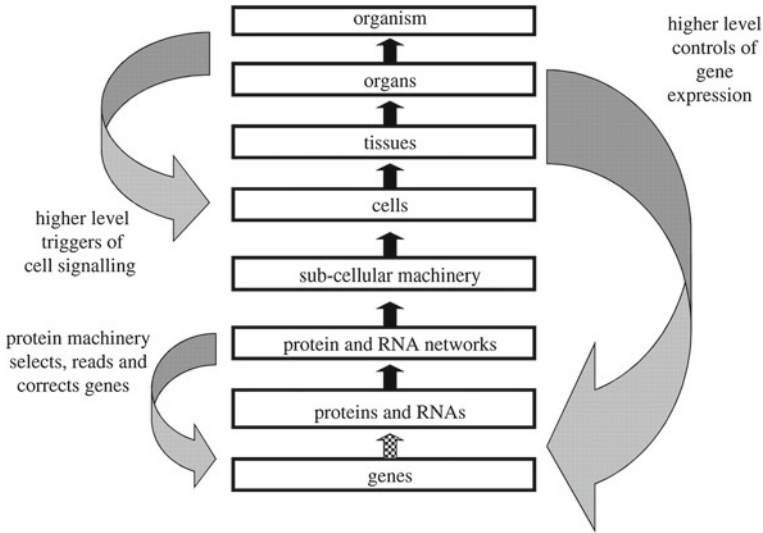 organism
organs
tissues
cells
sub-cellular machinery
protein and RNA networks
proteins and RNAs
genes
higher level
triggers of
cell signalling
protein machinery
selects, reads and
corrects genes
higher level
controls of
gene
expression